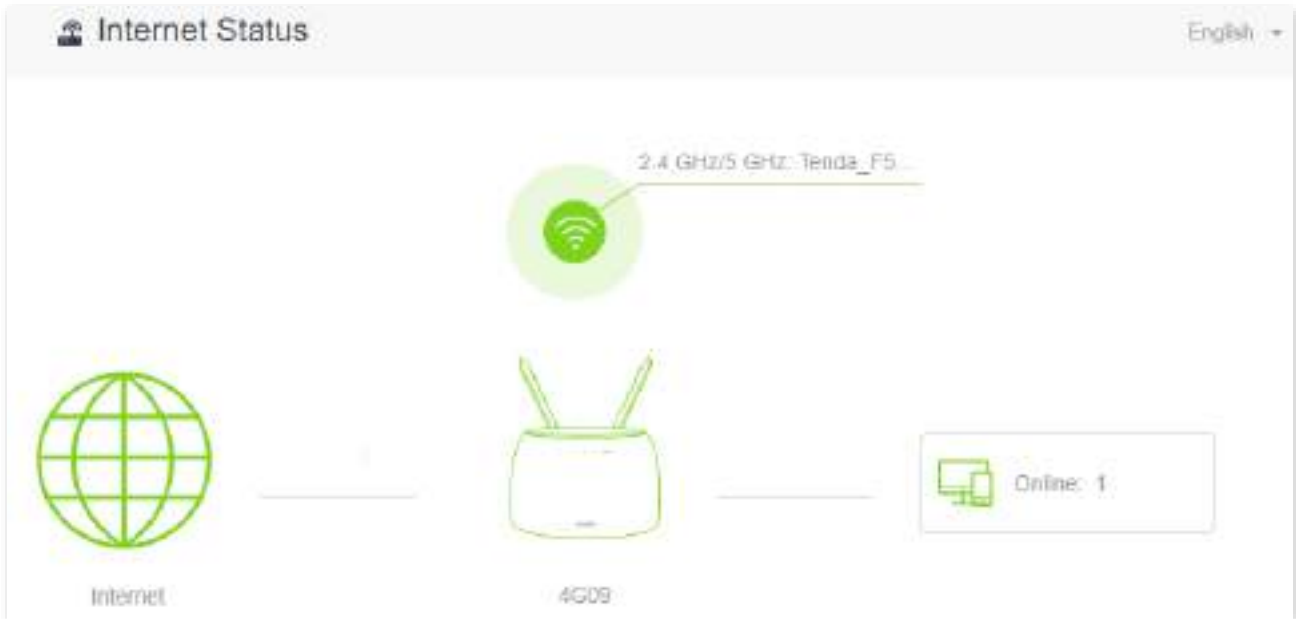 Internet Status
English
2.4 GHz/5 GHz: Tenda_F5...
Online: 1
Internet
4G09